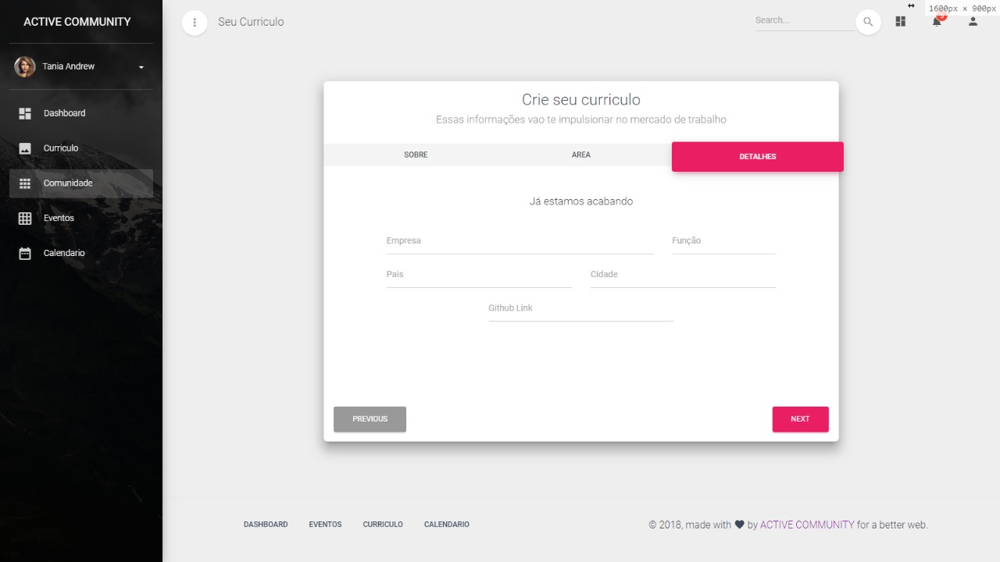 ACTIVE COMMUNITY
Tania Andrew
Dashboard
Curriculo
Comunidade
Eventos
Calendario
Seu Curriculo
Search...
1600px x 900px
5
Crie seu curriculo
Essas informações vao te impulsionar no mercado de trabalho
SOBRE AREA DETALHES
Já estamos acabando
Empresa Função
Pais Cidade
Github Link
PREVIOUS NEXT
DASHBOARD EVENTOS CURRICULO CALENDARIO
© 2018, made with ♥ by ACTIVE COMMUNITY for a better web.